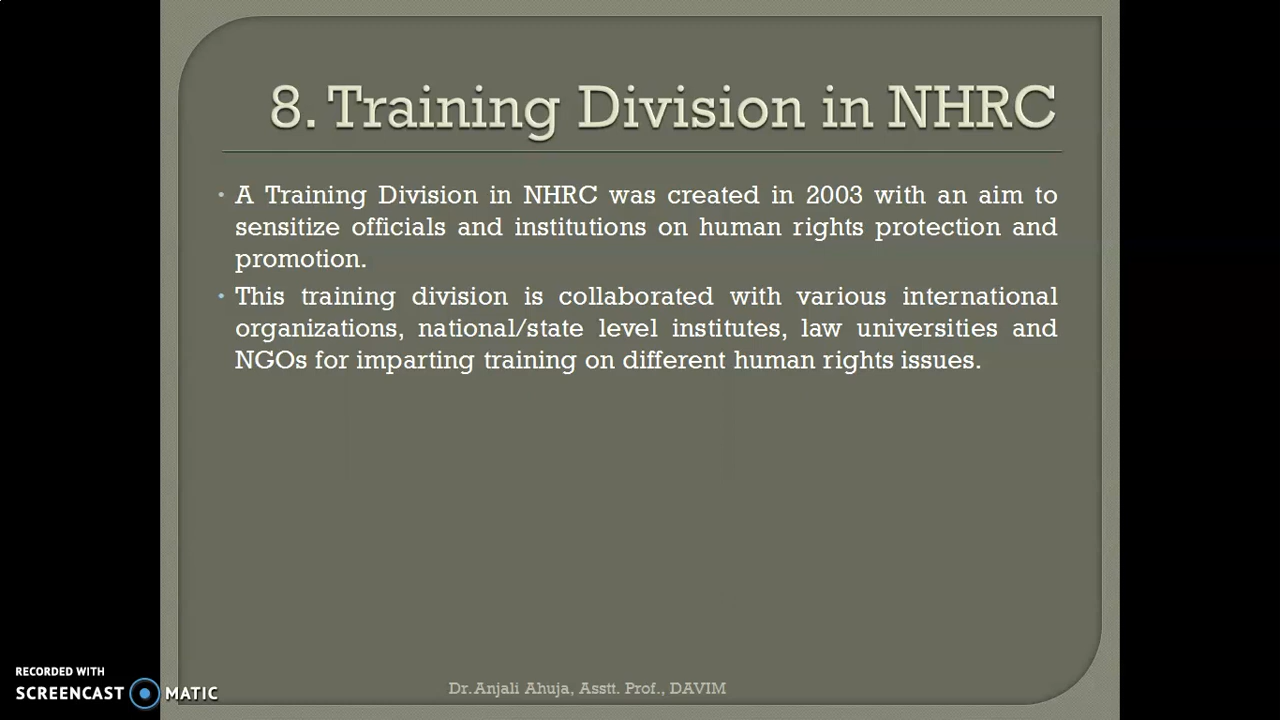 8. Training Division in NHRC
• A Training Division in NHRC was created in 2003 with an aim to
sensitize officials and institutions on human rights protection and
promotion.
• This training division is collaborated with various international
organizations, national/state level institutes, law universities and
NGOs for imparting training on different human rights issues.
Dr. Anjali Ahuja, Asstt. Prof., DAVIM
RECORDED WITH
SCREENCAST MATIC